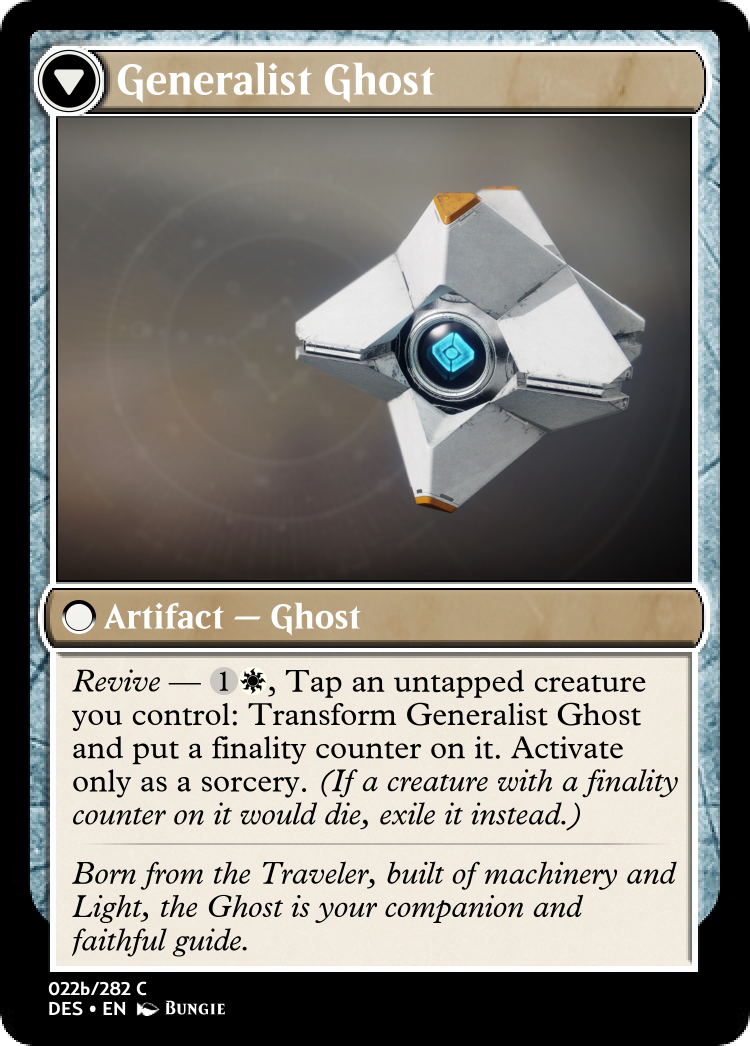 Generalist Ghost
Artifact — Ghost
Revive — 1, Tap an untapped creature
you control: Transform Generalist Ghost
and put a finality counter on it. Activate
only as a sorcery. (If a creature with a finality
counter on it would die, exile it instead.)
Born from the Traveler, built of machinery and
Light, the Ghost is your companion and
faithful guide.
022b/282 C
DES • EN Bungie